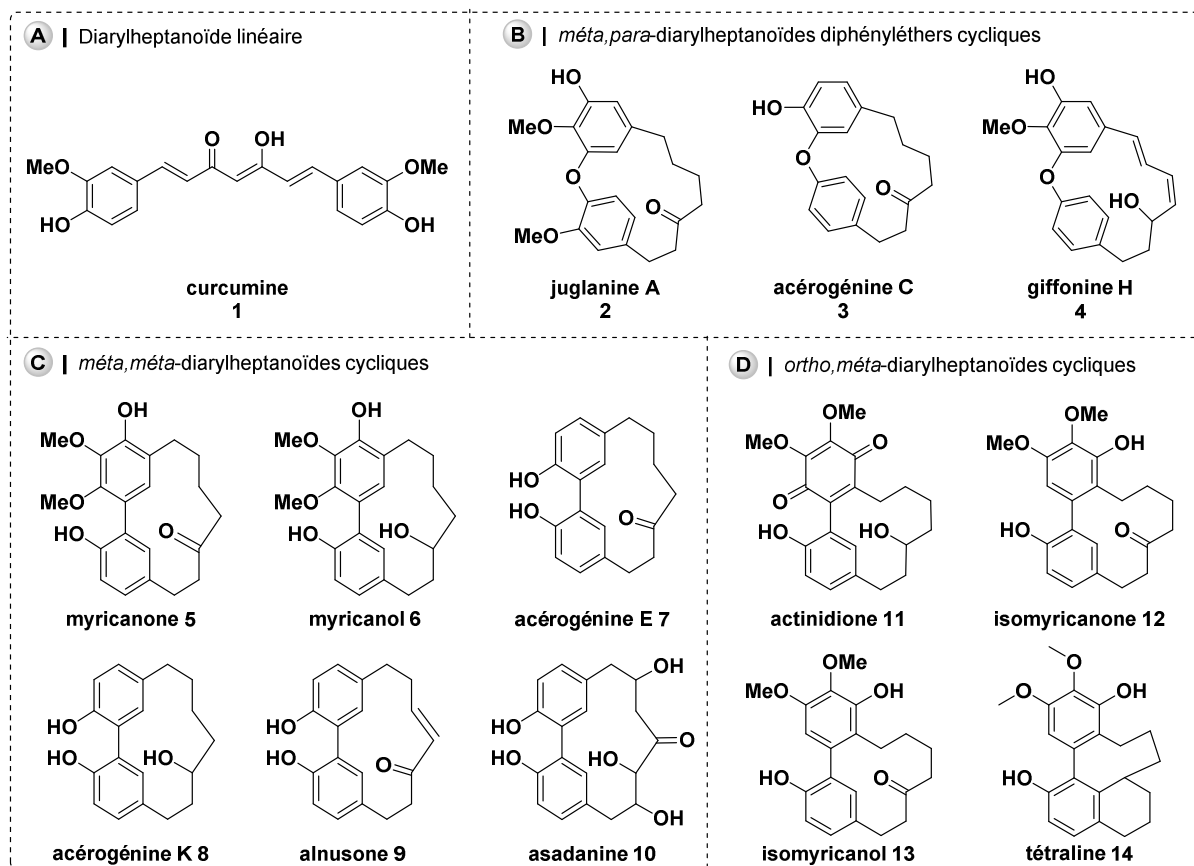 A | Diarylheptanoïde linéaire
O OH
MeO OMe
HO OH
curcumine
1
B | méta,para-diarylheptanoïdes diphényléthers cycliques
HO
MeO
O
O
MeO
juglanine A
2
HO
O
O
acérogénine C
3
HO
MeO
O
HO
giffonine H
4
C | méta,méta-diarylheptanoïdes cycliques
OH
MeO
MeO
HO O
myricanone 5
OH
MeO
MeO
HO HO
myricanol 6
HO
HO
O
acérogénine E 7
HO
HO HO
acérogénine K 8
HO
HO
O
alnusone 9
OH
HO
HO HO O
OH
asadanine 10
D | ortho,méta-diarylheptanoïdes cycliques
OMe
MeO O
O
HO HO
actinidione 11
OMe
MeO OH
HO O
isomyricanone 12
OMe
MeO OH
HO O
isomyricanol 13
O
O OH
HO
tétraline 14